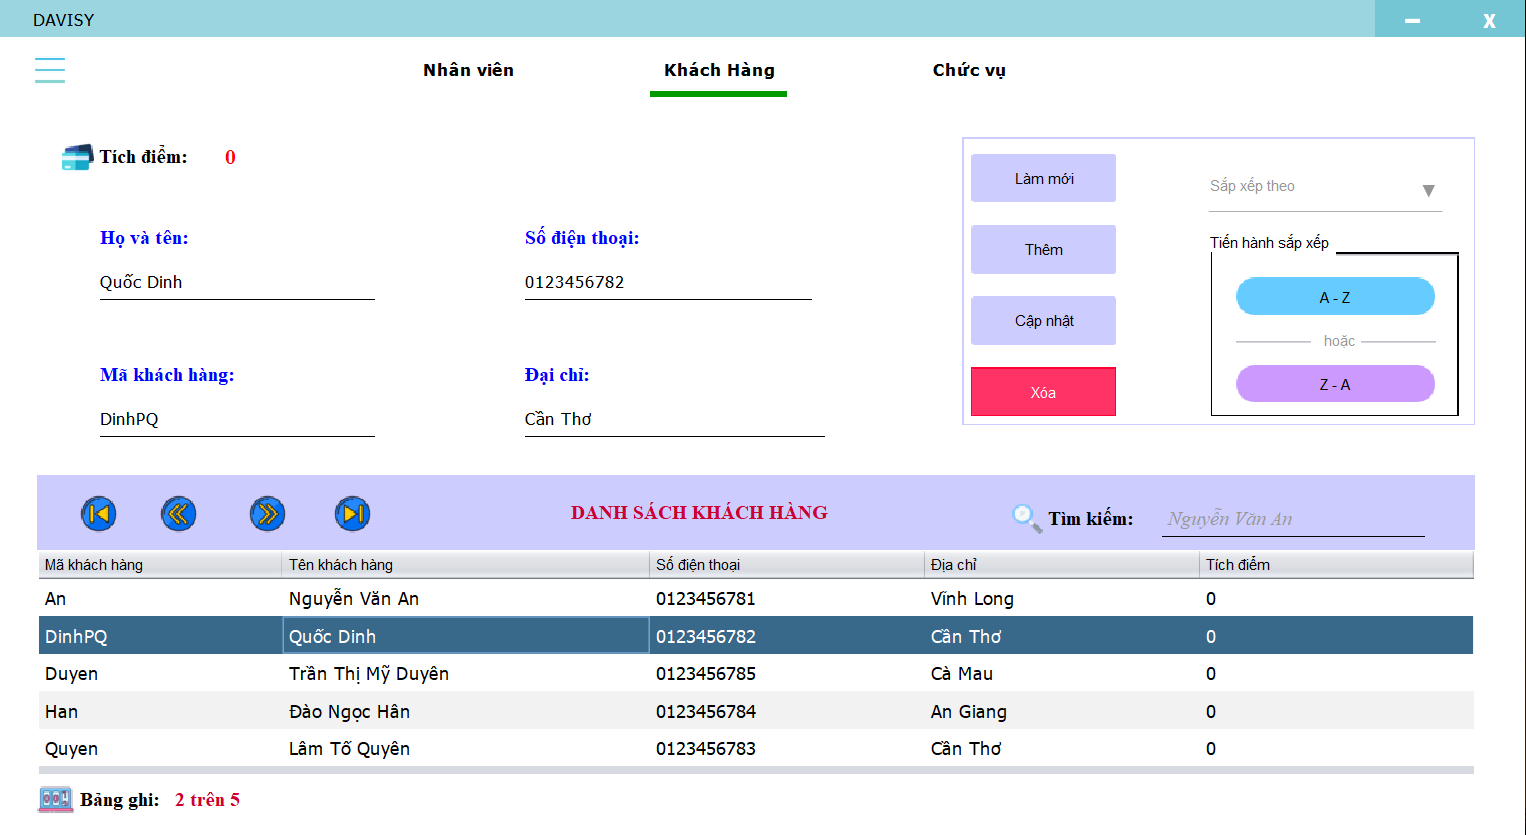 DAVISY
X
Nhân viên
Khách Hàng
Chức vụ
Tích điểm: 0
Họ và tên:
Quốc Dinh
Số điện thoại:
0123456782
Mã khách hàng:
DinhPQ
Đại chỉ:
Cần Thơ
Làm mới
Thêm
Cập nhật
Xóa
Sắp xếp theo
Tiến hành sắp xếp
A - Z
hoặc
Z - A
DANH SÁCH KHÁCH HÀNG
Tìm kiếm: Nguyễn Văn An
Mã khách hàng Tên khách hàng Số điện thoại Địa chỉ Tích điểm
An Nguyễn Văn An 0123456781 Vĩnh Long 0
DinhPQ Quốc Dinh 0123456782 Cần Thơ 0
Duyen Trần Thị Mỹ Duyên 0123456785 Cà Mau 0
Han Đào Ngọc Hân 0123456784 An Giang 0
Quyen Lâm Tố Quyên 0123456783 Cần Thơ 0
Bảng ghi: 2 trên 5